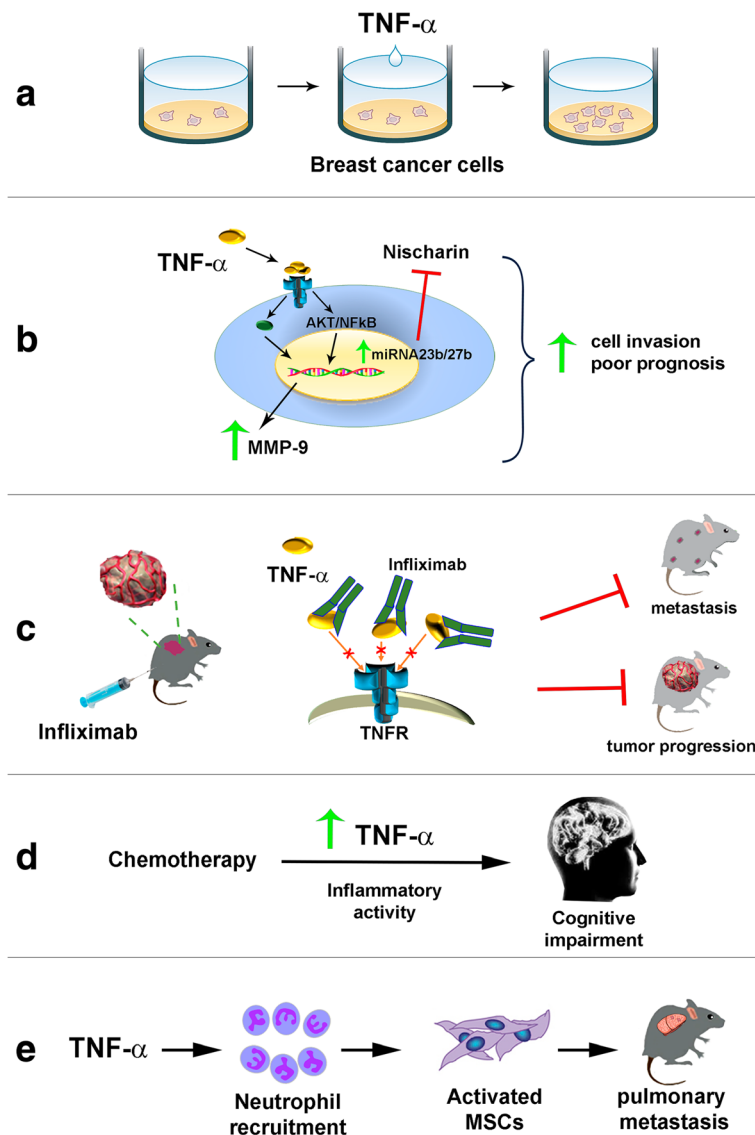 a
TNF-α
Breast cancer cells
b
TNF-α
Nischarin
AKT/NFkB
miRNA23b/27b
MMP-9
cell invasion
poor prognosis
c
Infliximab
TNF-α
Infliximab
TNFR
metastasis
tumor progression
d
Chemotherapy
TNF-α
Inflammatory
activity
Cognitive
impairment
e
TNF-α
Neutrophil
recruitment
Activated
MSCs
pulmonary
metastasis